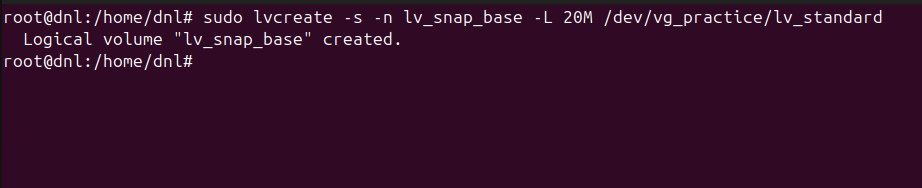 root@dnl:/home/dnl# sudo lvcreate -s -n lv_snap_base -L 20M /dev/vg_practice/lv_standard
  Logical volume "lv_snap_base" created.
root@dnl:/home/dnl#